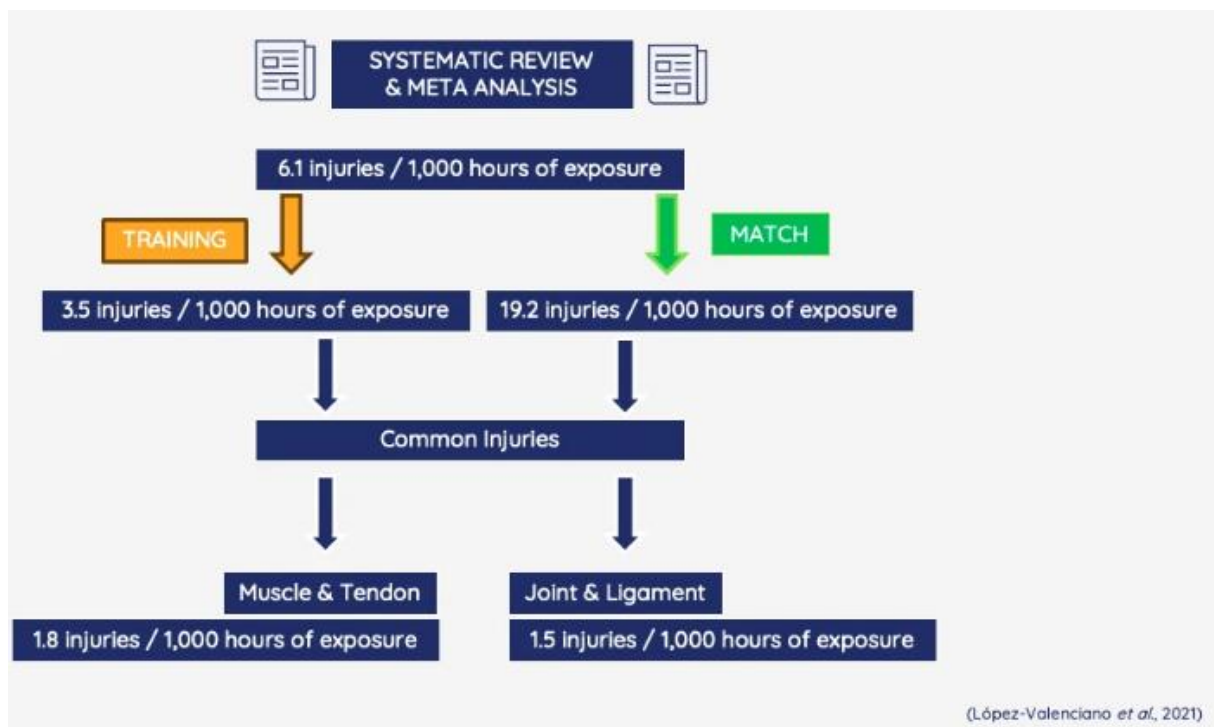 SYSTEMATIC REVIEW
& META ANALYSIS
6.1 injuries / 1,000 hours of exposure
TRAINING
MATCH
3.5 injuries / 1,000 hours of exposure
19.2 injuries / 1,000 hours of exposure
Common Injuries
Muscle & Tendon
Joint & Ligament
1.8 injuries / 1,000 hours of exposure
1.5 injuries / 1,000 hours of exposure
(López-Valenciano et al., 2021)